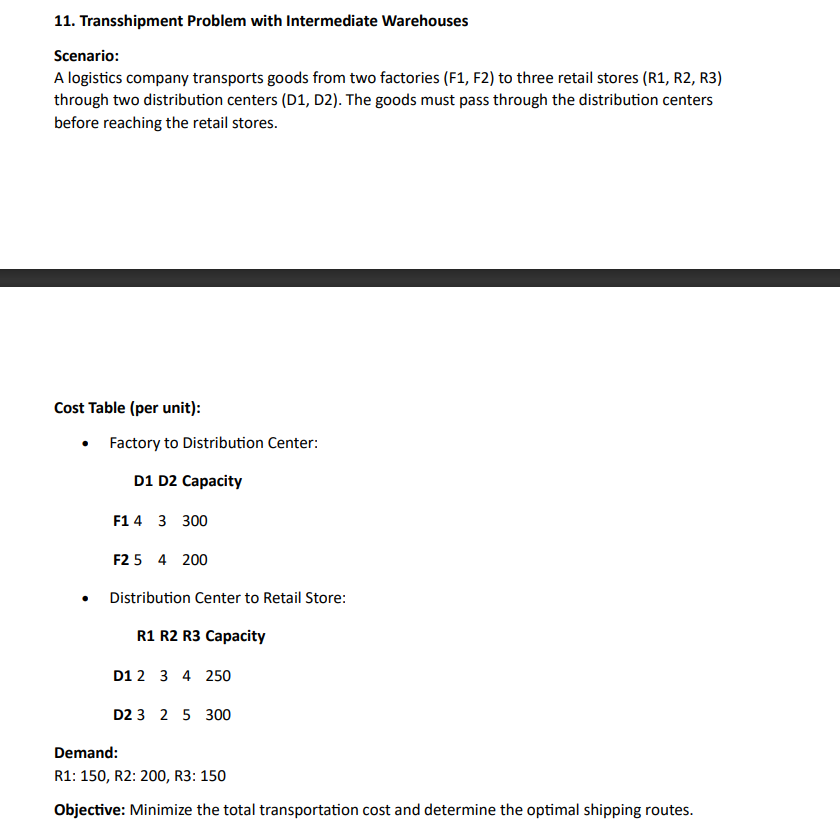 11. Transshipment Problem with Intermediate Warehouses
Scenario:
A logistics company transports goods from two factories (F1, F2) to three retail stores (R1, R2, R3)
through two distribution centers (D1, D2). The goods must pass through the distribution centers
before reaching the retail stores.
Cost Table (per unit):
• Factory to Distribution Center:
D1 D2 Capacity
F1 4 3 300
F2 5 4 200
• Distribution Center to Retail Store:
R1 R2 R3 Capacity
D1 2 3 4 250
D2 3 2 5 300
Demand:
R1: 150, R2: 200, R3: 150
Objective: Minimize the total transportation cost and determine the optimal shipping routes.